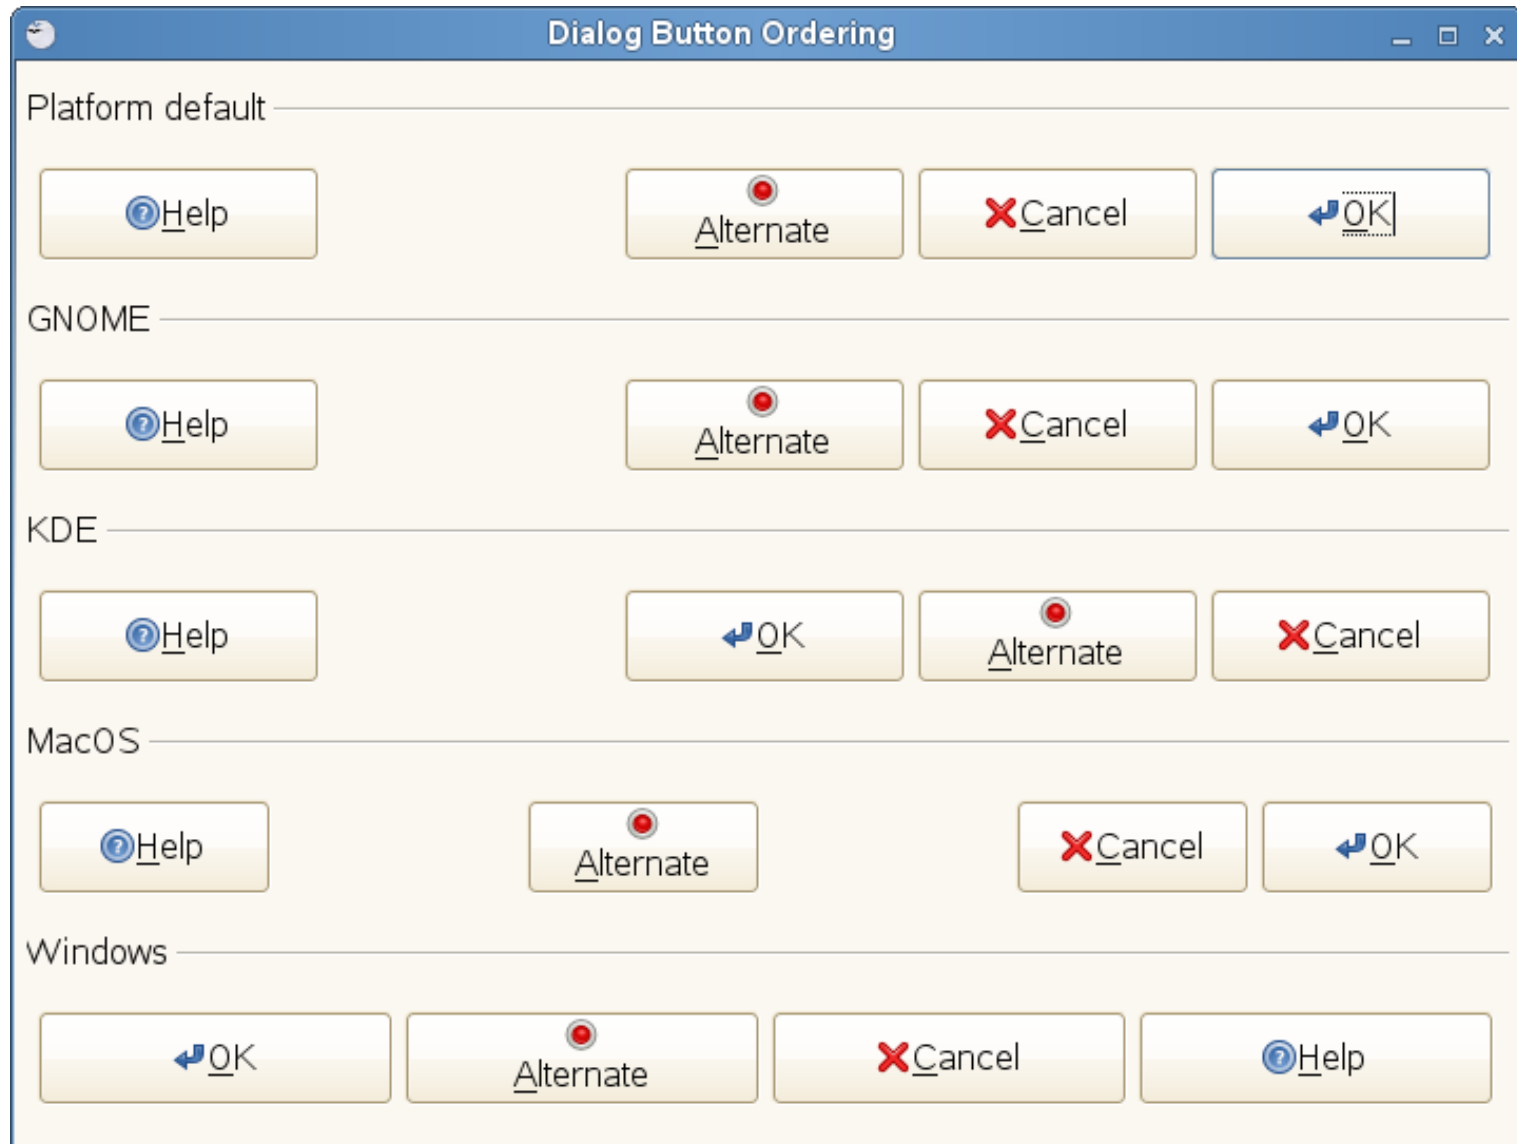 Dialog Button Ordering
Platform default
Help Alternate Cancel OK
GNOME
Help Alternate Cancel OK
KDE
Help OK Alternate Cancel
MacOS
Help Alternate Cancel OK
Windows
OK Alternate Cancel Help